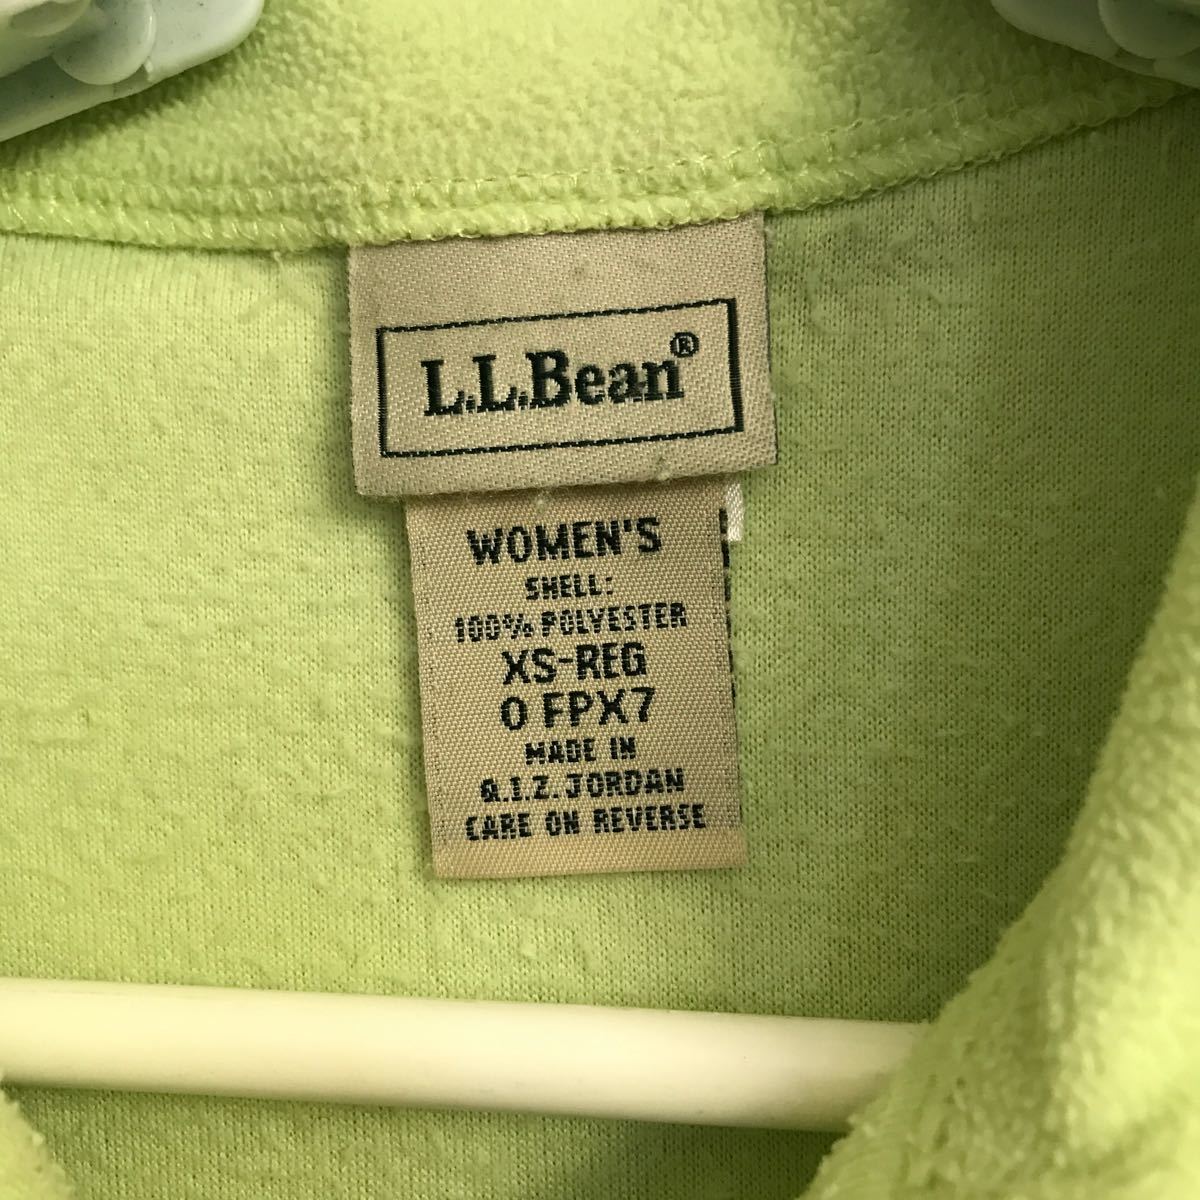 L.L.Bean®
WOMEN'S
SHELL:
100% POLYESTER
XS-REG
0 FPX7
MADE IN
Q.I.Z. JORDAN
CARE ON REVERSE